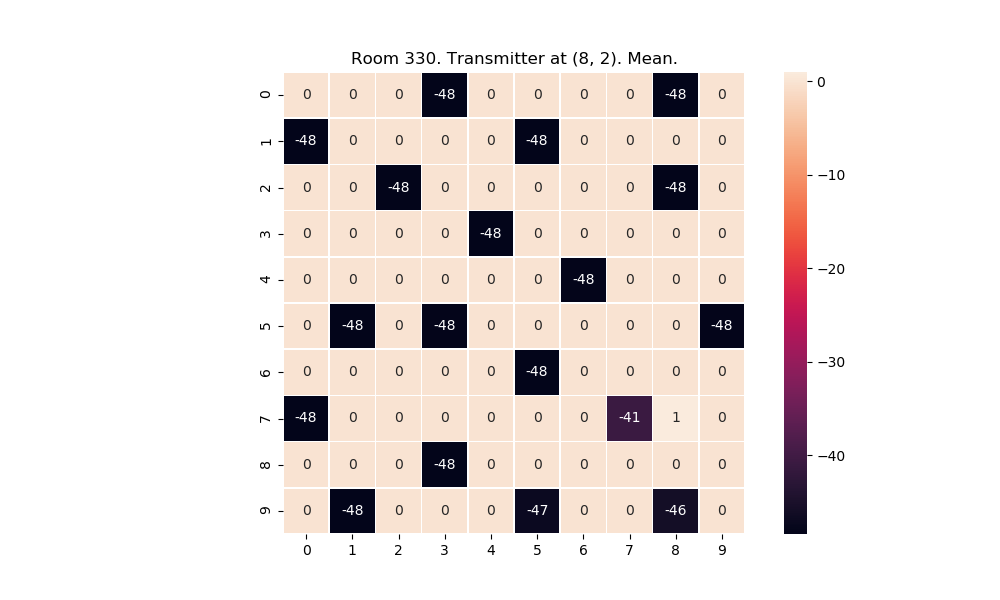 Room 330. Transmitter at (8, 2). Mean.
0 0 0 0 -48 0 0 0 0 -48 0
1 -48 0 0 0 0 -48 0 0 0 0
2 0 0 -48 0 0 0 0 0 -48 0
3 0 0 0 0 -48 0 0 0 0 0
4 0 0 0 0 0 0 -48 0 0 0
5 0 -48 0 -48 0 0 0 0 0 -48
6 0 0 0 0 0 -48 0 0 0 0
7 -48 0 0 0 0 0 0 -41 1 0
8 0 0 0 -48 0 0 0 0 0 0
9 0 -48 0 0 0 -47 0 0 -46 0
0 1 2 3 4 5 6 7 8 9
0
−10
−20
−30
−40